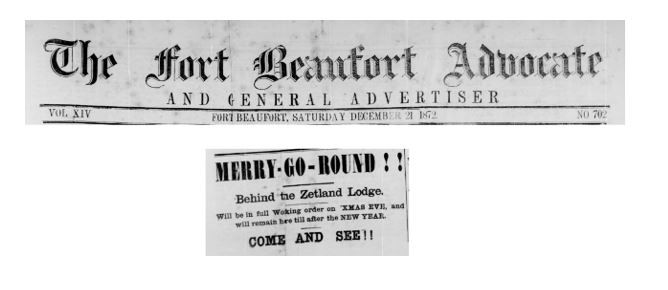 The Fort Beaufort Advocate
AND GENERAL ADVERTISER
VOL. XIV FORT BEAUFORT, SATURDAY DECEMBER 21 1872. NO 702
MERRY-GO-ROUND !!
Behind the Zetland Lodge.
Will be in full Woking order on 'XMAS EVE, and
will remain here till after the NEW YEAR.
COME AND SEE!!